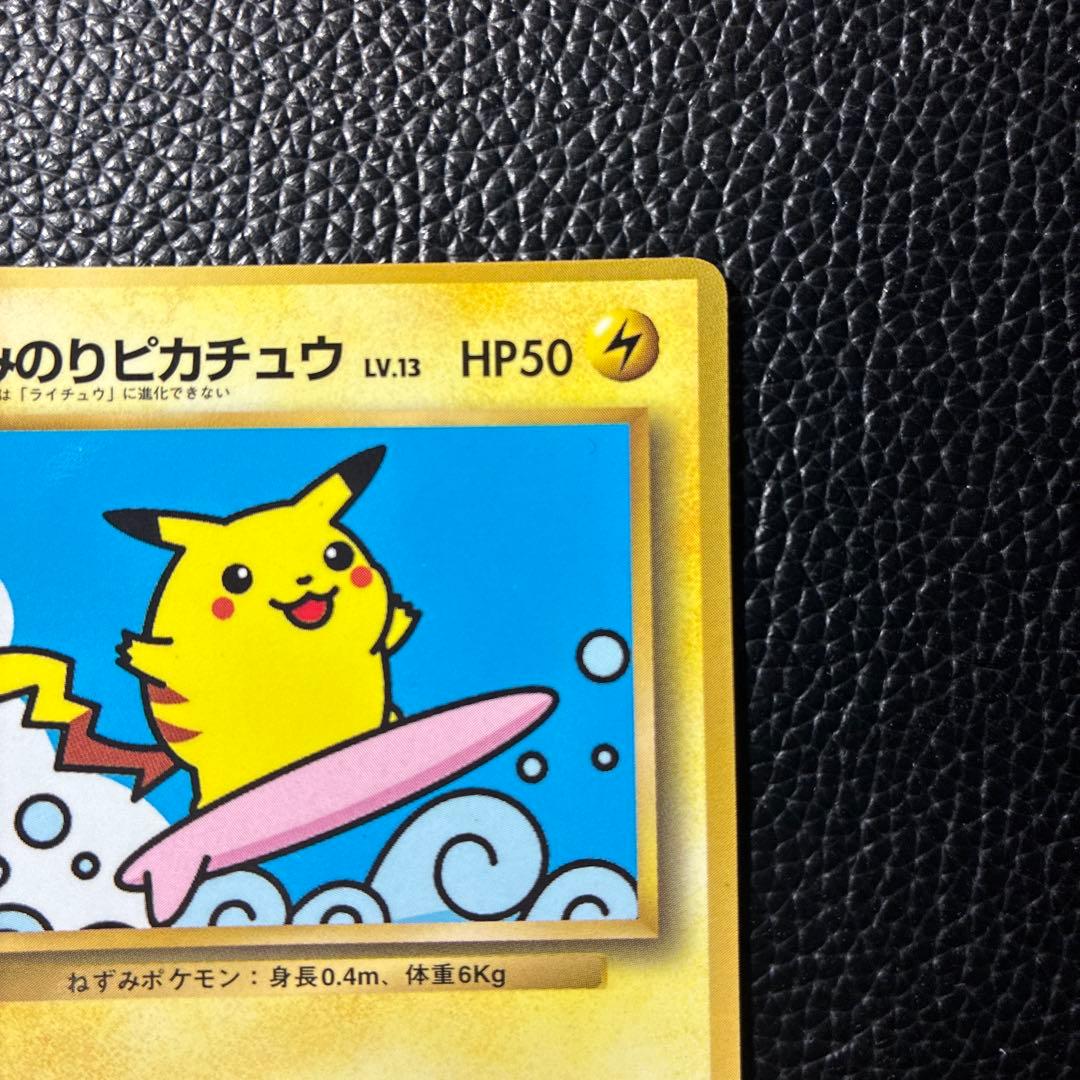 みのりピカチュウ LV.13 HP50
は「ライチュウ」に進化できない
ねずみポケモン：身長0.4m、体重6Kg